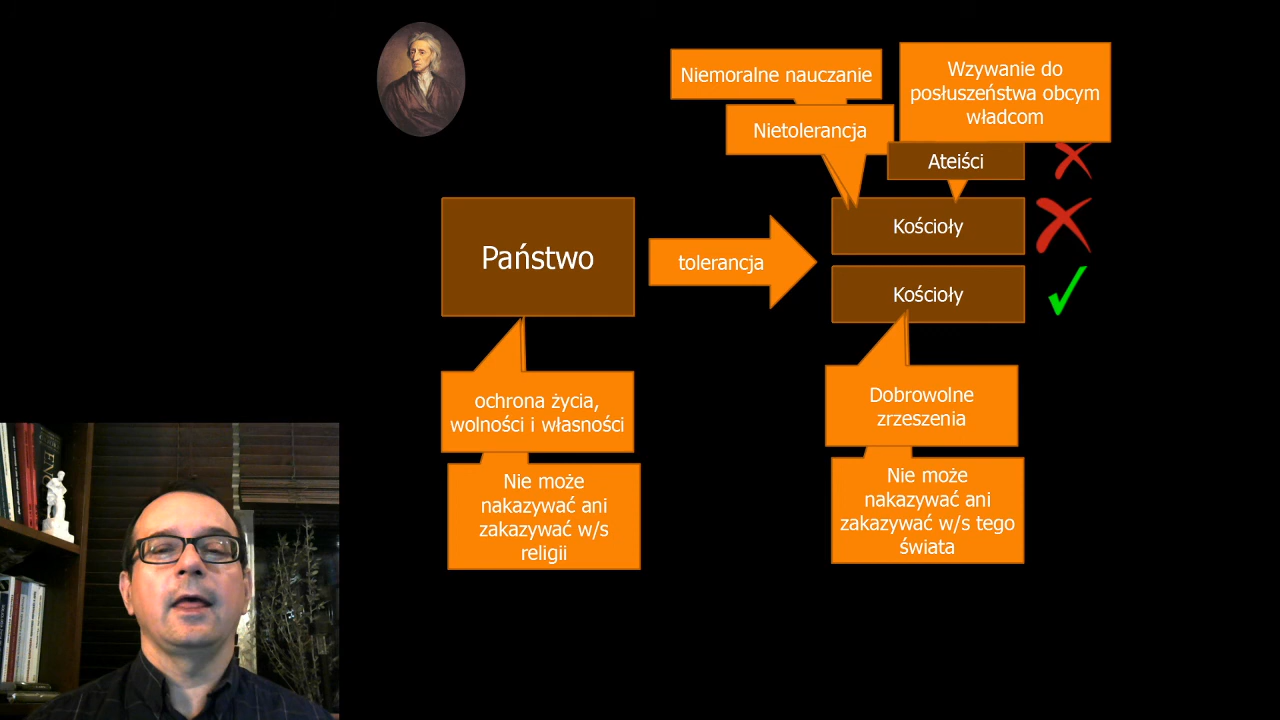 Niemoralne nauczanie
Wzywanie do
posłuszeństwa obcym
władcom
Nietolerancja
Ateiści
Państwo
tolerancja
Kościoły
Kościoły
ochrona życia,
wolności i własności
Nie może
nakazywać ani
zakazywać w/s
religii
Dobrowolne
zrzeszenia
Nie może
nakazywać ani
zakazywać w/s tego
świata